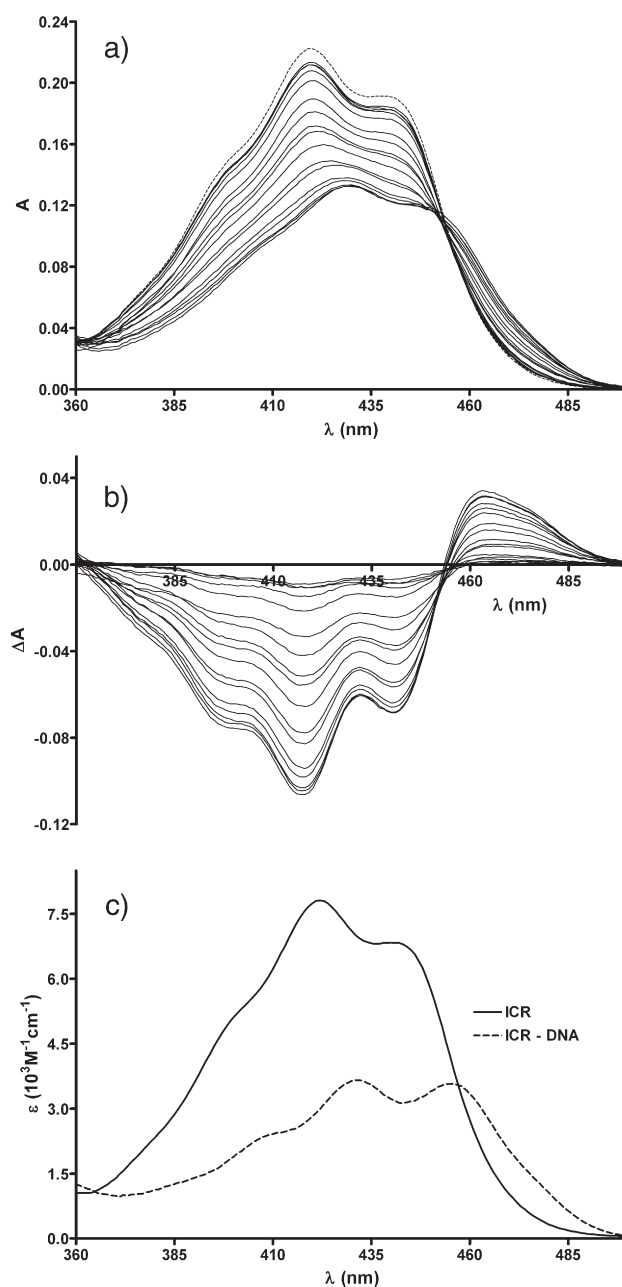 a)
0.24
0.20
0.16
0.12
0.08
0.04
0.00
A
360 385 410 435 460 485
λ (nm)
b)
0.04
0.00
-0.04
-0.08
-0.12
ΔA
385 410 435 460 485
λ (nm)
c)
7.5
6.0
4.5
3.0
1.5
0.0
ε (10³M⁻¹cm⁻¹)
ICR
ICR - DNA
360 385 410 435 460 485
λ (nm)